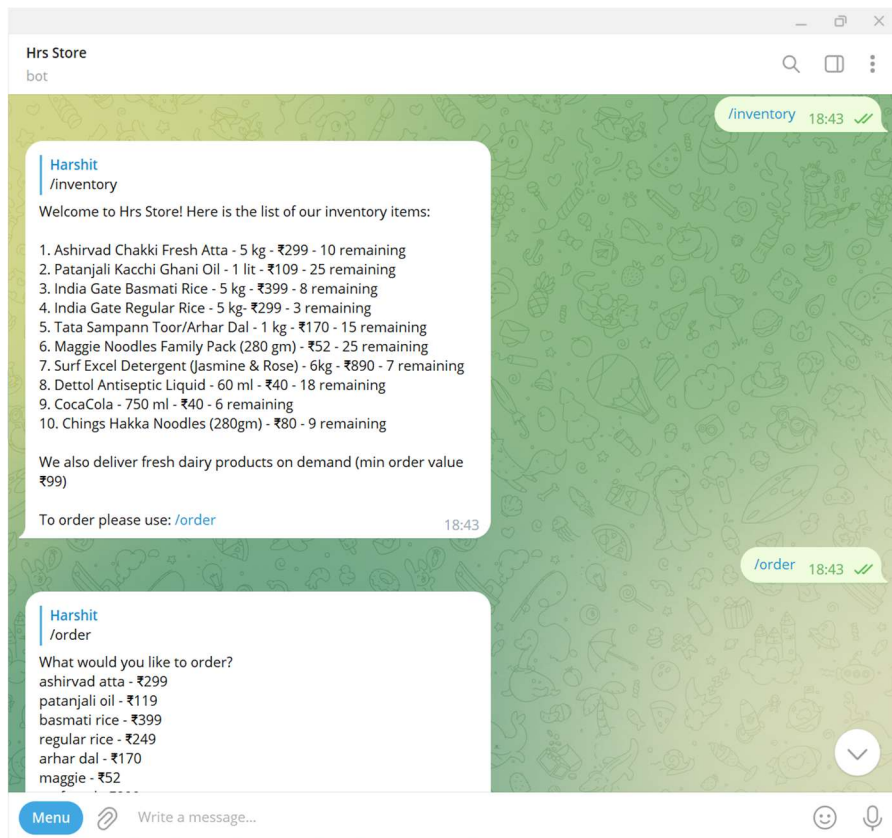 Hrs Store
bot
/inventory 18:43
Harshit
/inventory
Welcome to Hrs Store! Here is the list of our inventory items:
1. Ashirvad Chakki Fresh Atta - 5 kg - ₹299 - 10 remaining
2. Patanjali Kacchi Ghani Oil - 1 lit - ₹109 - 25 remaining
3. India Gate Basmati Rice - 5 kg - ₹399 - 8 remaining
4. India Gate Regular Rice - 5 kg- ₹299 - 3 remaining
5. Tata Sampann Toor/Arhar Dal - 1 kg - ₹170 - 15 remaining
6. Maggie Noodles Family Pack (280 gm) - ₹52 - 25 remaining
7. Surf Excel Detergent (Jasmine & Rose) - 6kg - ₹890 - 7 remaining
8. Dettol Antiseptic Liquid - 60 ml - ₹40 - 18 remaining
9. CocaCola - 750 ml - ₹40 - 6 remaining
10. Chings Hakka Noodles (280gm) - ₹80 - 9 remaining
We also deliver fresh dairy products on demand (min order value
₹99)
To order please use: /order
18:43
/order 18:43
Harshit
/order
What would you like to order?
ashirvad atta - ₹299
patanjali oil - ₹119
basmati rice - ₹399
regular rice - ₹249
arhar dal - ₹170
maggie - ₹52
Menu
Write a message...